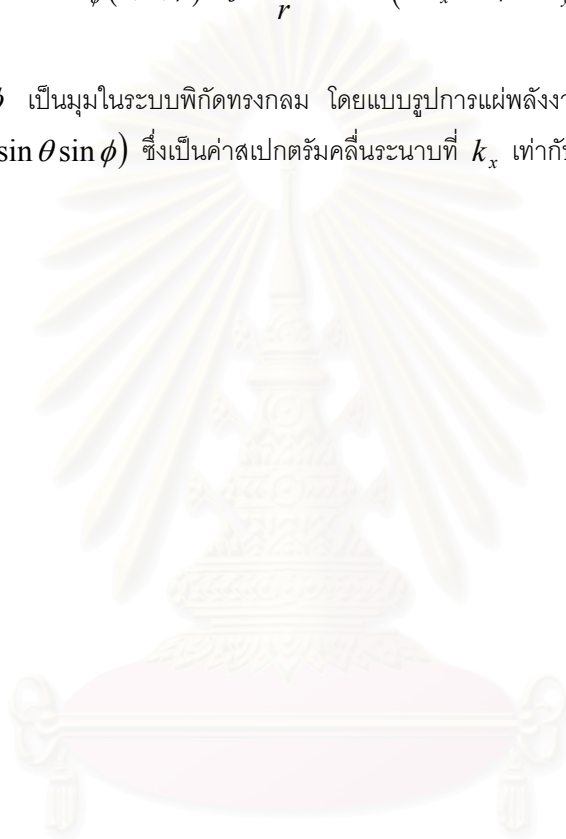 r
เป็นมุมในระบบพิกัดทรงกลม โดยแบบรูปการแผ่พลังงา
sin θ sin ϕ) ซึ่งเป็นค่าสเปกตรัมคลื่นระนาบที่ kₓ เท่ากับ